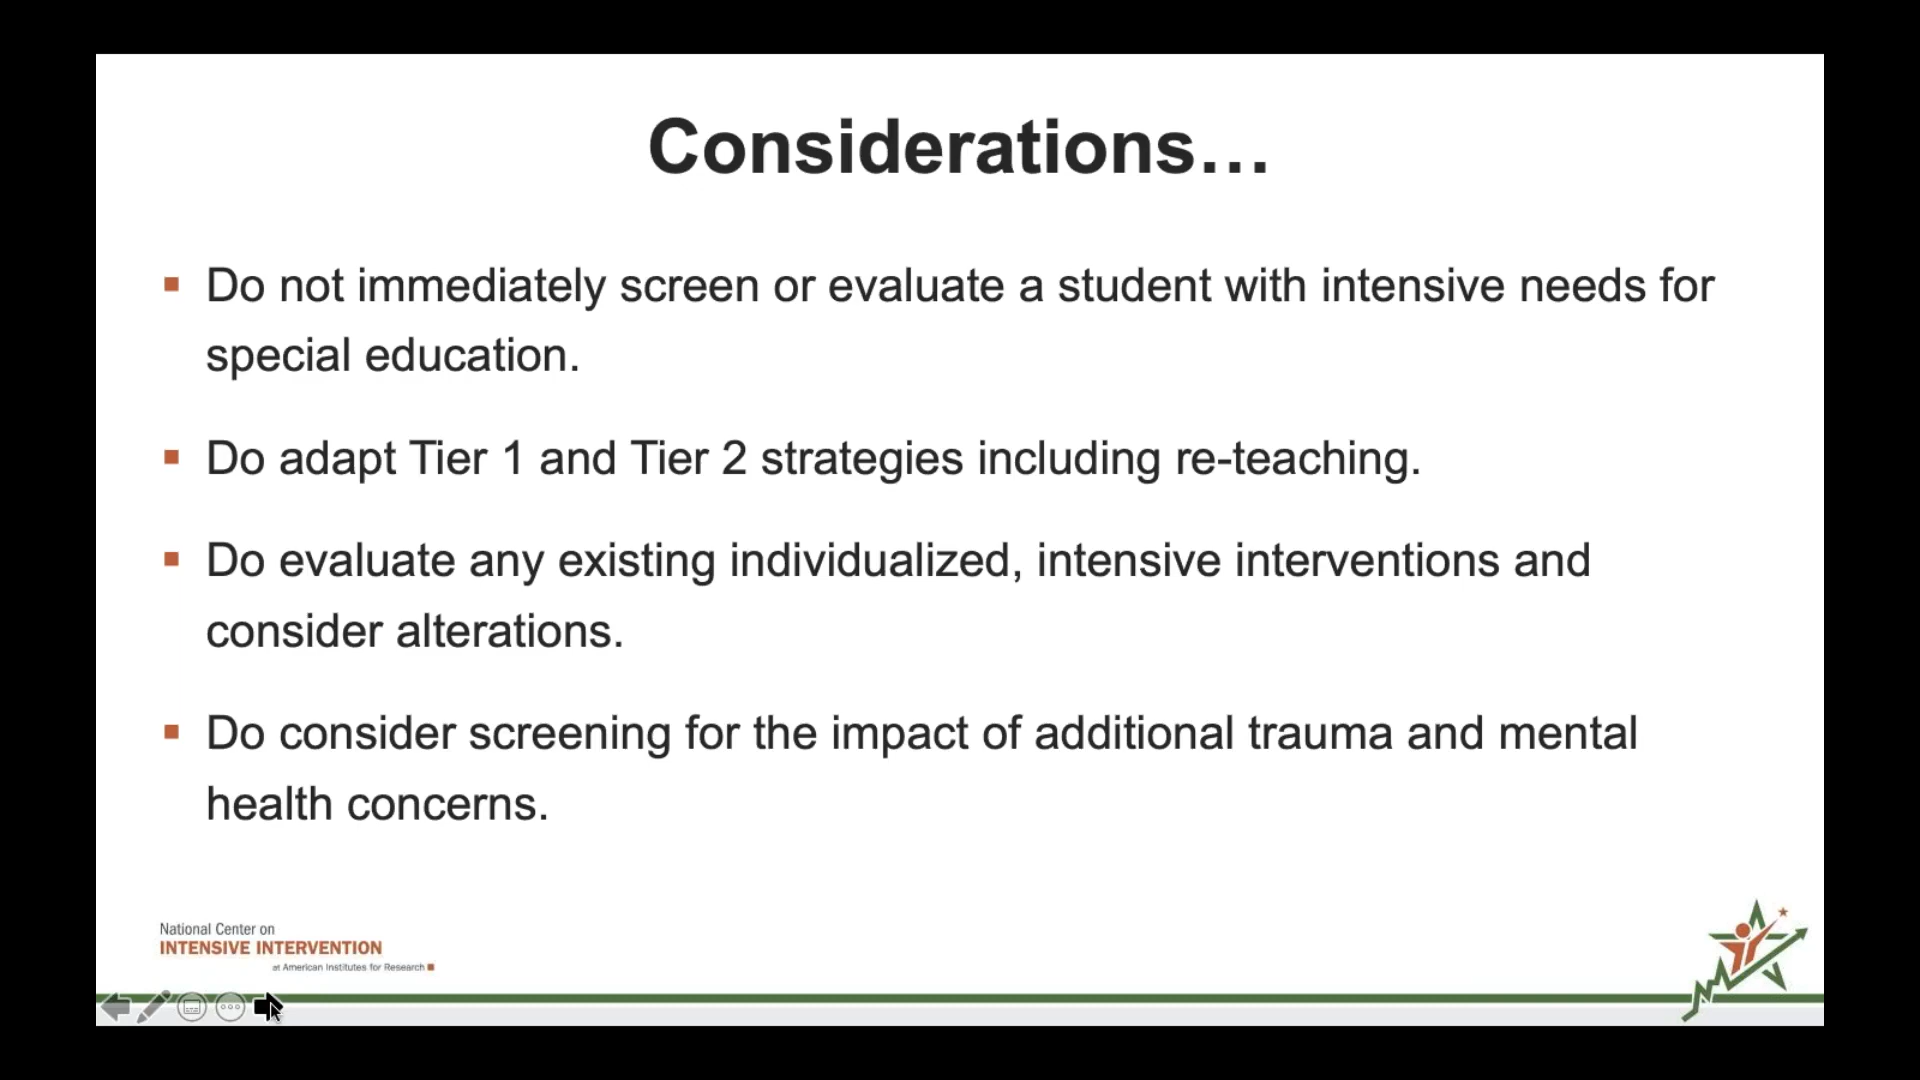 Considerations…
▪ Do not immediately screen or evaluate a student with intensive needs for
special education.
▪ Do adapt Tier 1 and Tier 2 strategies including re-teaching.
▪ Do evaluate any existing individualized, intensive interventions and
consider alterations.
▪ Do consider screening for the impact of additional trauma and mental
health concerns.
National Center on
INTENSIVE INTERVENTION
at American Institutes for Research